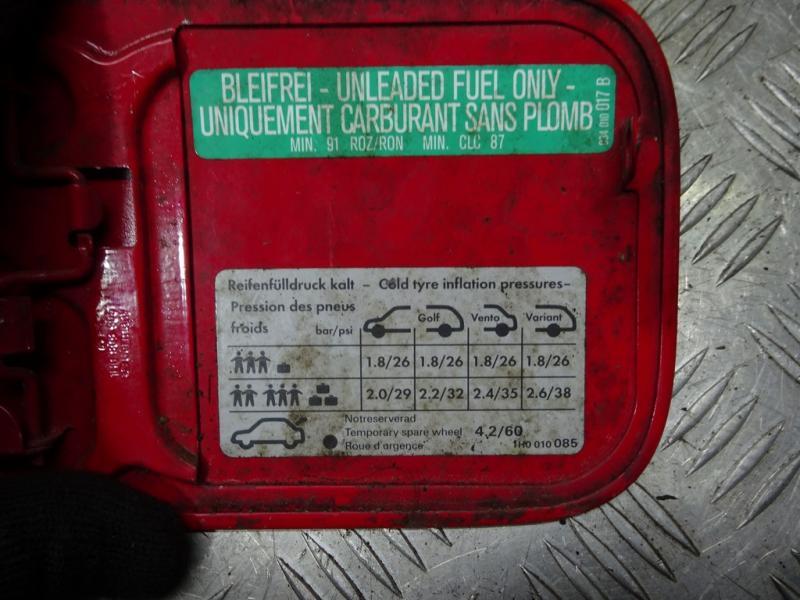 BLEIFREI - UNLEADED FUEL ONLY -
UNIQUEMENT CARBURANT SANS PLOMB
MIN. 91 ROZ/RON MIN. CLC 87
034 010 017 B
Reifenfülldruck kalt - Cold tyre inflation pressures-
Pression des pneus
froids bar/psi Golf Vento Variant
1.8/26 1.8/26 1.8/26 1.8/26
2.0/29 2.2/32 2.4/35 2.6/38
Notreserverad
Temporary spare wheel 4.2/60
Roue d'argence 1H0 010 085